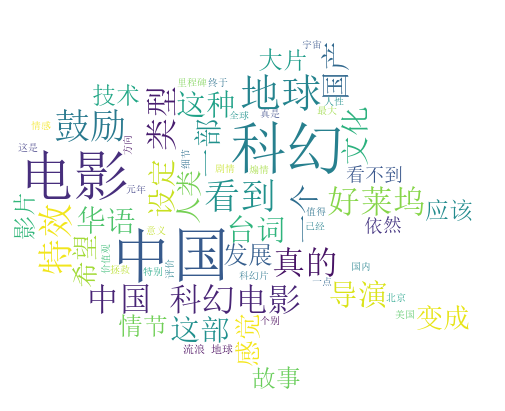 宇宙
大片
国产
里程碑
终于
地球
最大
技术
这种
类型
部
全球
真是
人性
文化
鼓励
科幻
情感
方向
这是
一
细节
剧情
煽情
看不到
电影
元年
设定
人类
看到
个
好莱坞
应该
影片
特效
华语
台词
一
值得
已经
依然
希望
意义
中国
发展
真的
价值观
拯救
特别
评价
科幻片
国内
一点
中国 科幻电影
导演
北京
美国
变成
情节
这部
感觉
个别
流浪 地球
故事